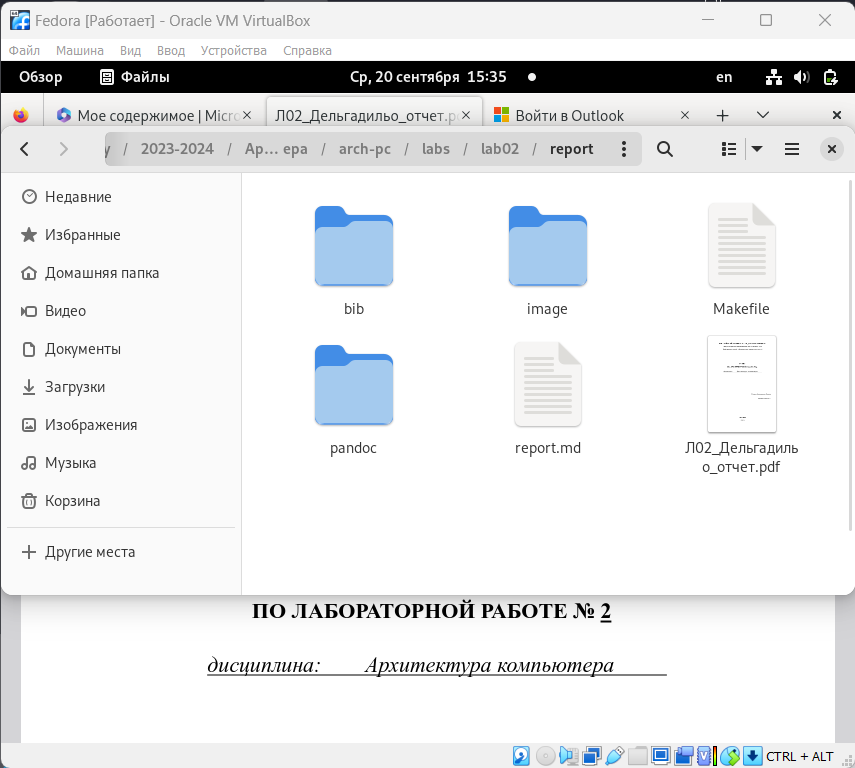 Fedora [Работает] - Oracle VM VirtualBox
Файл Машина Вид Ввод Устройства Справка
Обзор Файлы Ср, 20 сентября 15:35 en
Мое содержимое | Micro Л02_Дельгадильо_отчет.p Войти в Outlook
y / 2023-2024 / Ар… ера / arch-pc / labs / lab02 / report
Недавние
Избранные
Домашняя папка
Видео
Документы
Загрузки
Изображения
Музыка
Корзина
Другие места
bib image Makefile
pandoc report.md Л02_Дельгадиль
о_отчет.pdf
ПО ЛАБОРАТОРНОЙ РАБОТЕ № 2
дисциплина: Архитектура компьютера
CTRL + ALT